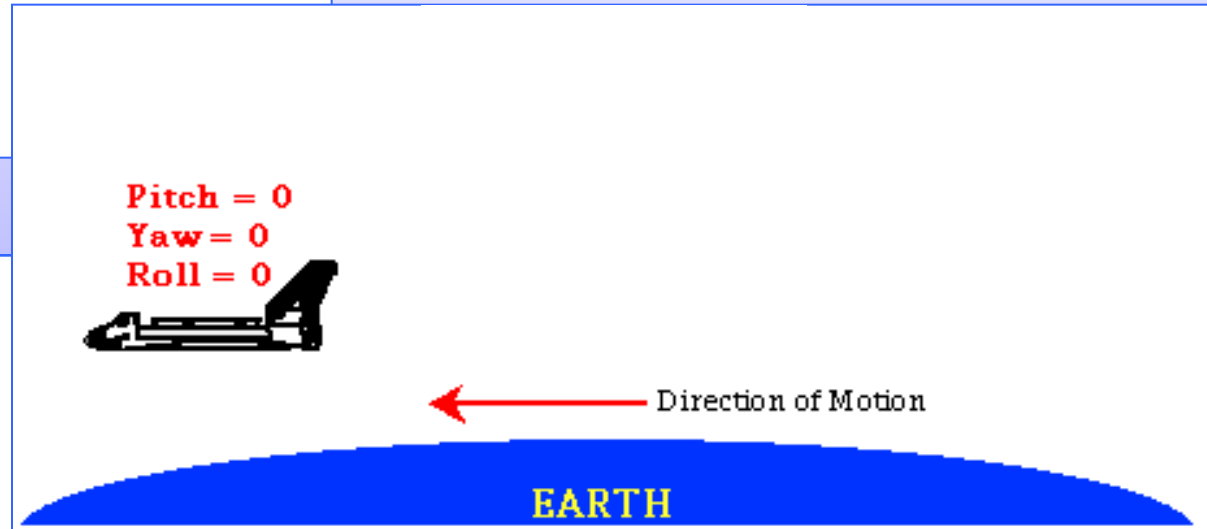 Pitch = 0
Yaw = 0
Roll = 0
Direction of Motion
EARTH